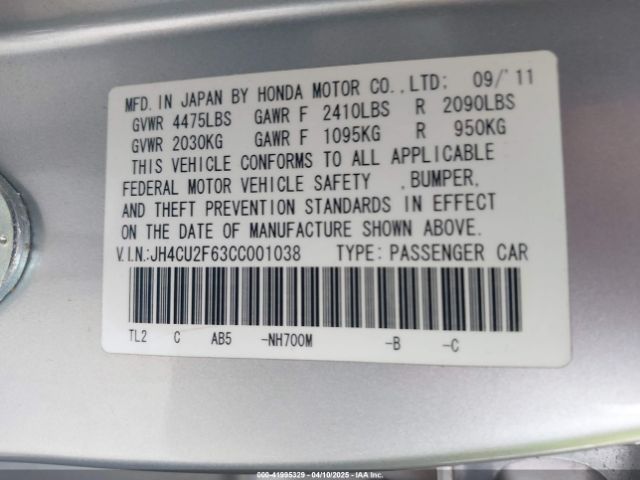 MFD. IN JAPAN BY HONDA MOTOR CO.,LTD; 09/'11
GVWR 4475LBS GAWR F 2410LBS R 2090LBS
GVWR 2030KG GAWR F 1095KG R 950KG
THIS VEHICLE CONFORMS TO ALL APPLICABLE
FEDERAL MOTOR VEHICLE SAFETY , BUMPER,
AND THEFT PREVENTION STANDARDS IN EFFECT
ON THE DATE OF MANUFACTURE SHOWN ABOVE.
V.I.N.:JH4CU2F63CC001038 TYPE: PASSENGER CAR
TL2 C AB5 -NH700M -B -C
000-41995329 - 04/10/2025 - IAA Inc.